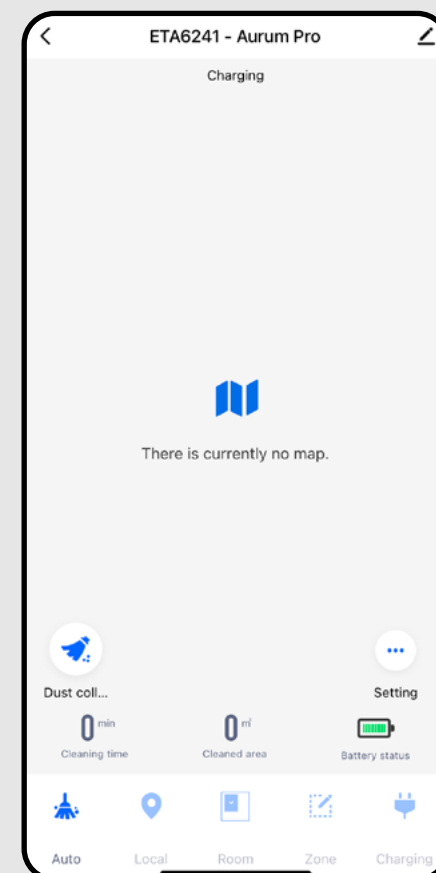 ETA6241 - Aurum Pro
Charging
There is currently no map.
Dust coll...
Setting
0 min
0 ㎡
Cleaning time
Cleaned area
Battery status
Auto
Local
Room
Zone
Charging